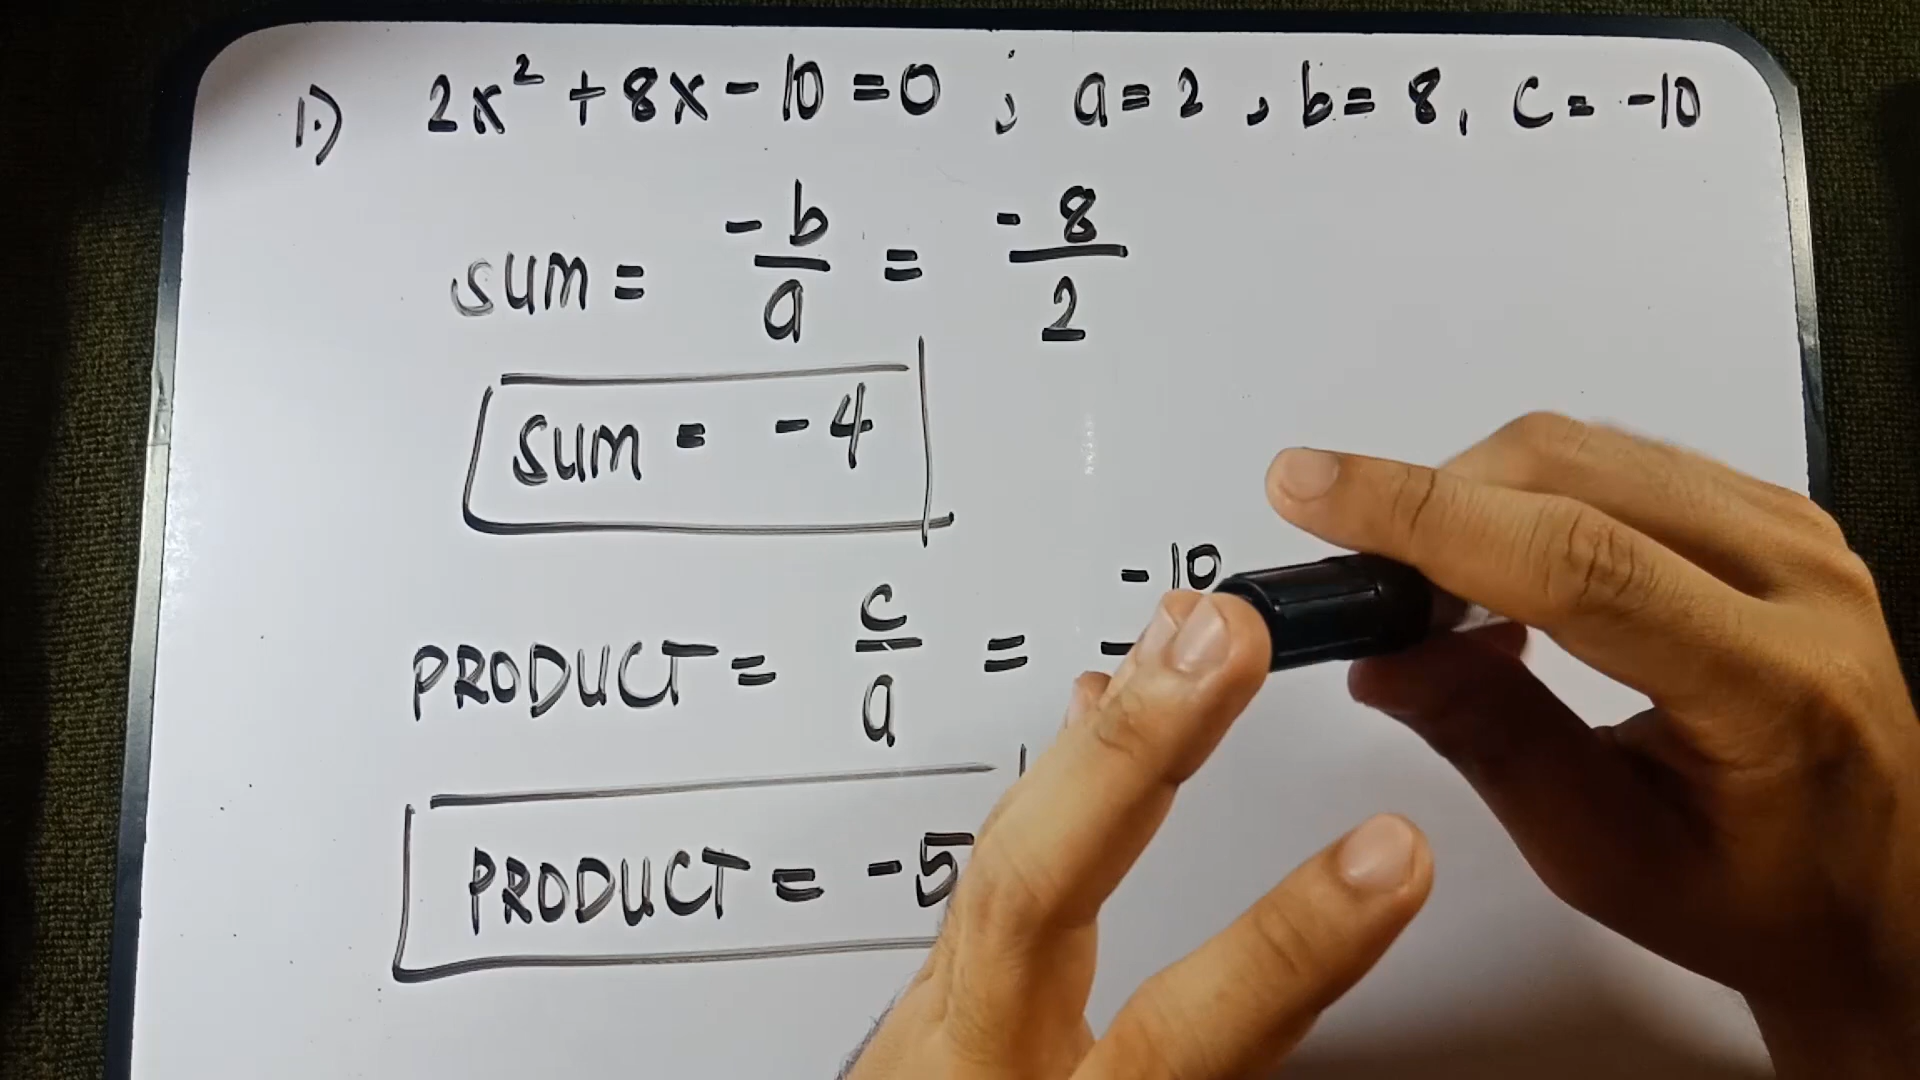 1.) 2x² + 8x - 10 = 0 ; a = 2 , b = 8 , c = -10
SUM = -b/a = -8/2
SUM = -4
PRODUCT = c/a = -10
PRODUCT = -5